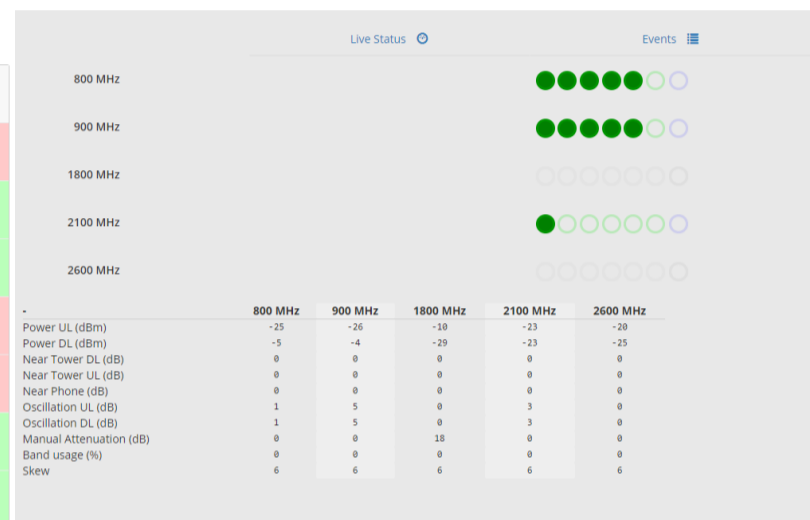 Live Status Events
800 MHz
900 MHz
1800 MHz
2100 MHz
2600 MHz
- 800 MHz 900 MHz 1800 MHz 2100 MHz 2600 MHz
Power UL (dBm) -25 -26 -10 -23 -20
Power DL (dBm) -5 -4 -29 -23 -25
Near Tower DL (dB) 0 0 0 0 0
Near Tower UL (dB) 0 0 0 0 0
Near Phone (dB) 0 0 0 0 0
Oscillation UL (dB) 1 5 0 3 0
Oscillation DL (dB) 1 5 0 3 0
Manual Attenuation (dB) 0 0 18 0 0
Band usage (%) 0 0 0 0 0
Skew 6 6 6 6 6